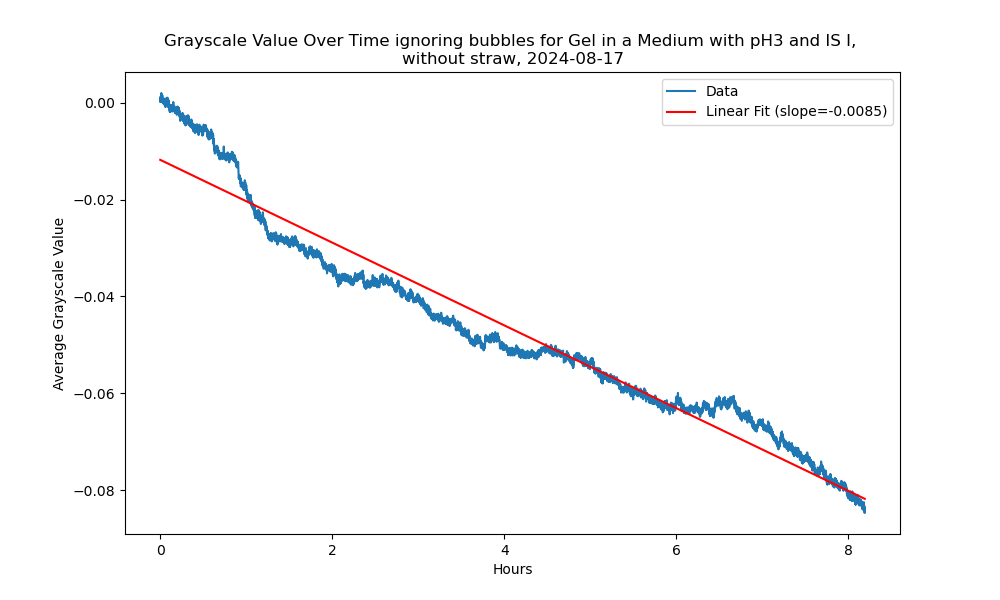 Grayscale Value Over Time ignoring bubbles for Gel in a Medium with pH3 and IS I,
without straw, 2024-08-17
Data
Linear Fit (slope=-0.0085)
Average Grayscale Value
0.00
−0.02
−0.04
−0.06
−0.08
0
2
4
6
8
Hours